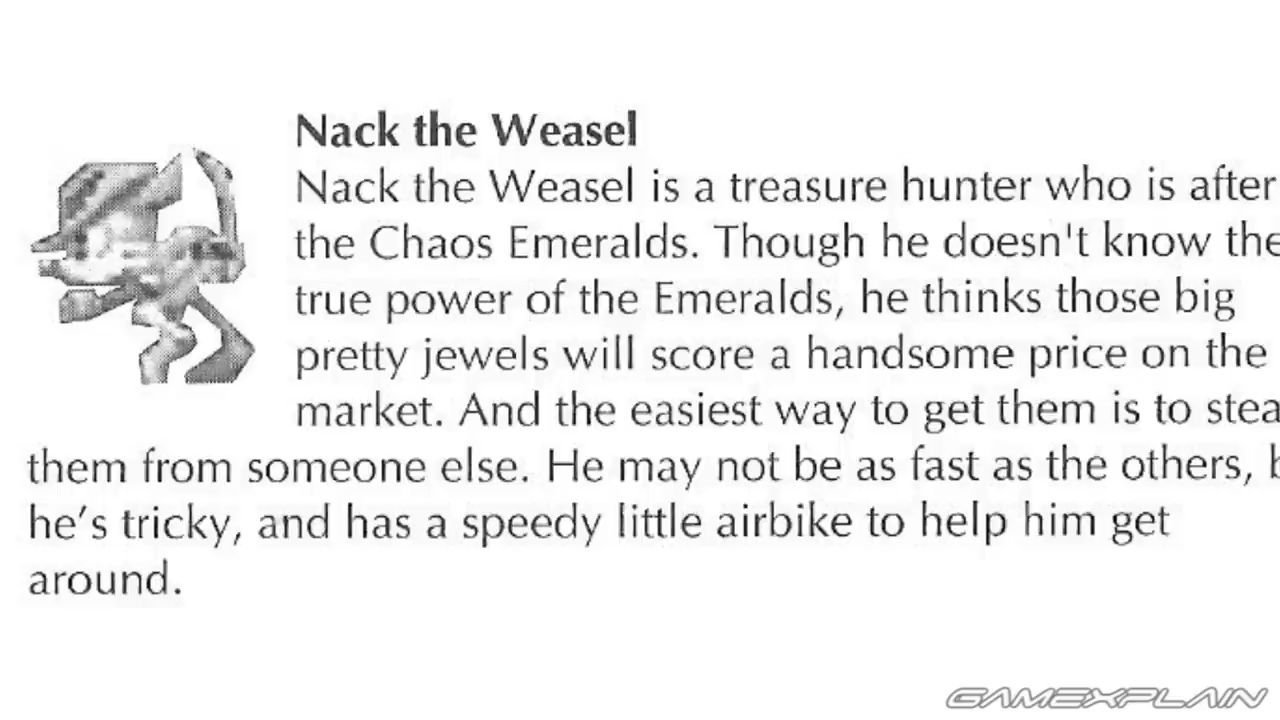 Nack the Weasel
Nack the Weasel is a treasure hunter who is after
the Chaos Emeralds. Though he doesn't know the
true power of the Emeralds, he thinks those big
pretty jewels will score a handsome price on the
market. And the easiest way to get them is to stea
them from someone else. He may not be as fast as the others, b
he's tricky, and has a speedy little airbike to help him get
around.
GAMEXPLAIN